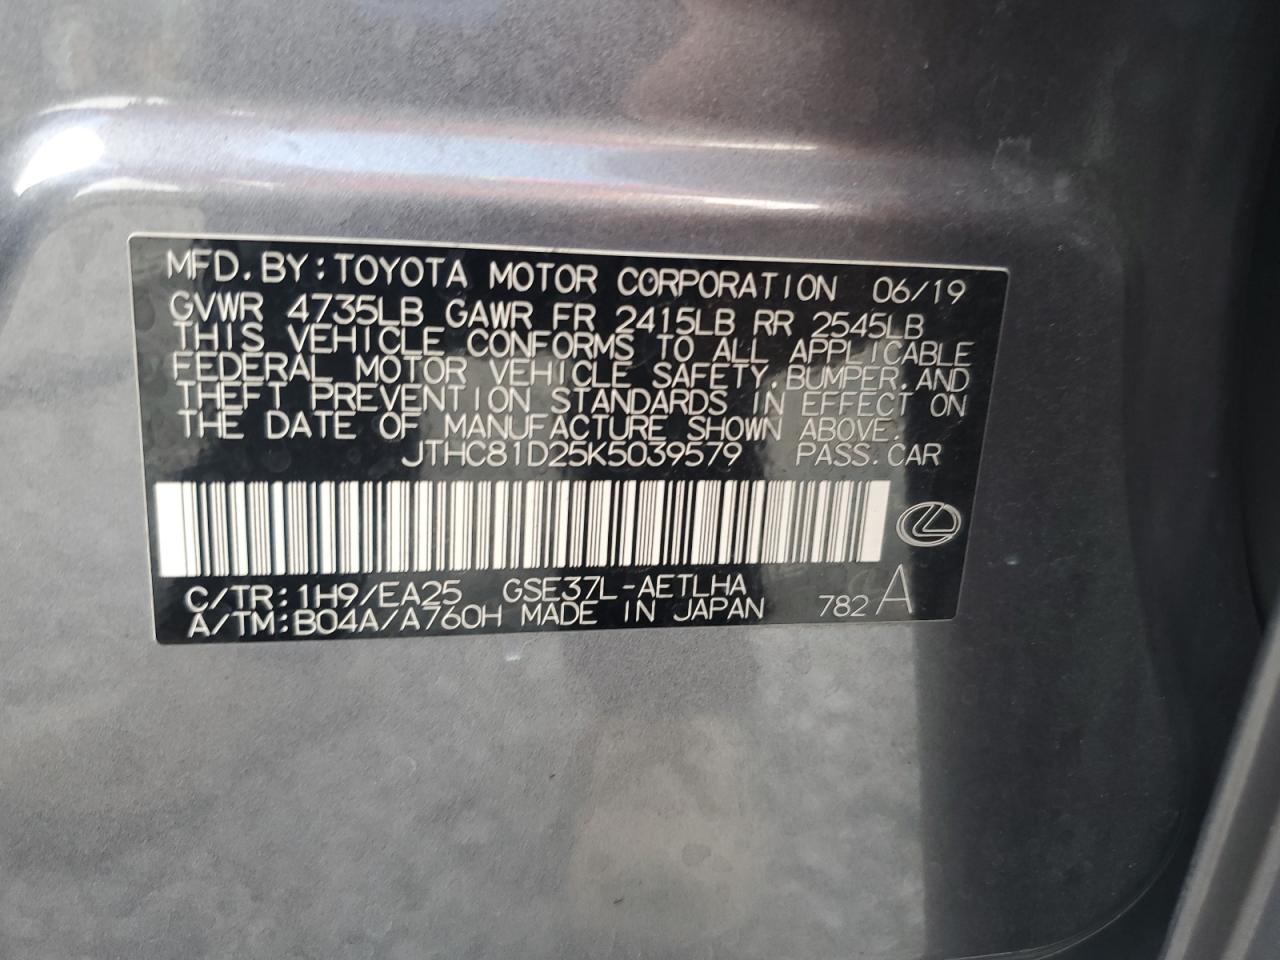 MFD.BY:TOYOTA MOTOR CORPORATION 06/19
GVWR 4735LB GAWR FR 2415LB RR 2545LB
THIS VEHICLE CONFORMS TO ALL APPLICABLE
FEDERAL MOTOR VEHICLE SAFETY,BUMPER,AND
THEFT PREVENTION STANDARDS IN EFFECT ON
THE DATE OF MANUFACTURE SHOWN ABOVE.
JTHC81D25K5039579 PASS.CAR
C/TR:1H9/EA25 GSE37L-AETLHA
A/TM:B04A/A760H MADE IN JAPAN 782 A